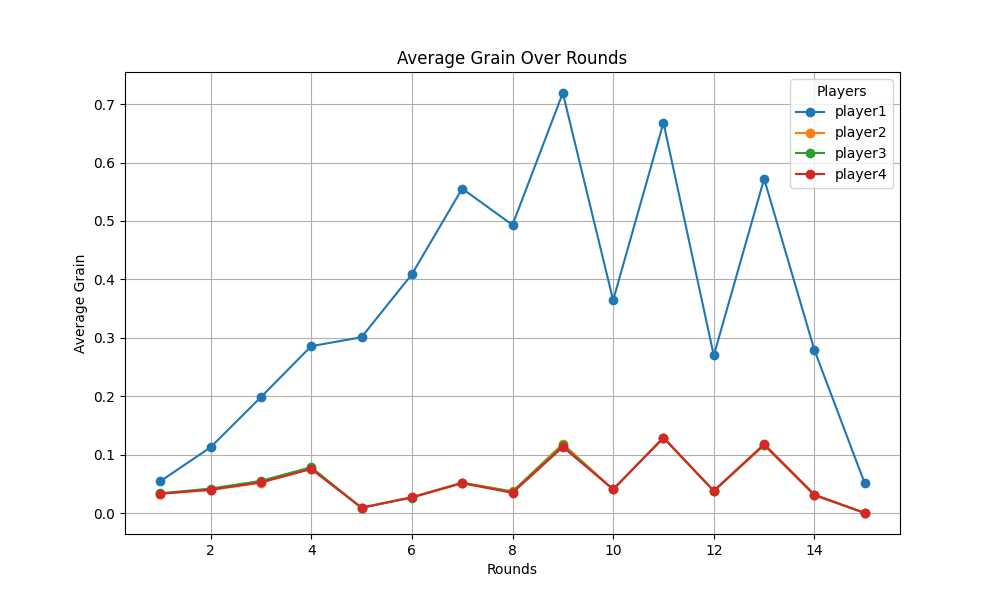 Average Grain Over Rounds
Players
player1
player2
player3
player4
Average Grain
0.7
0.6
0.5
0.4
0.3
0.2
0.1
0.0
2 4 6 8 10 12 14
Rounds